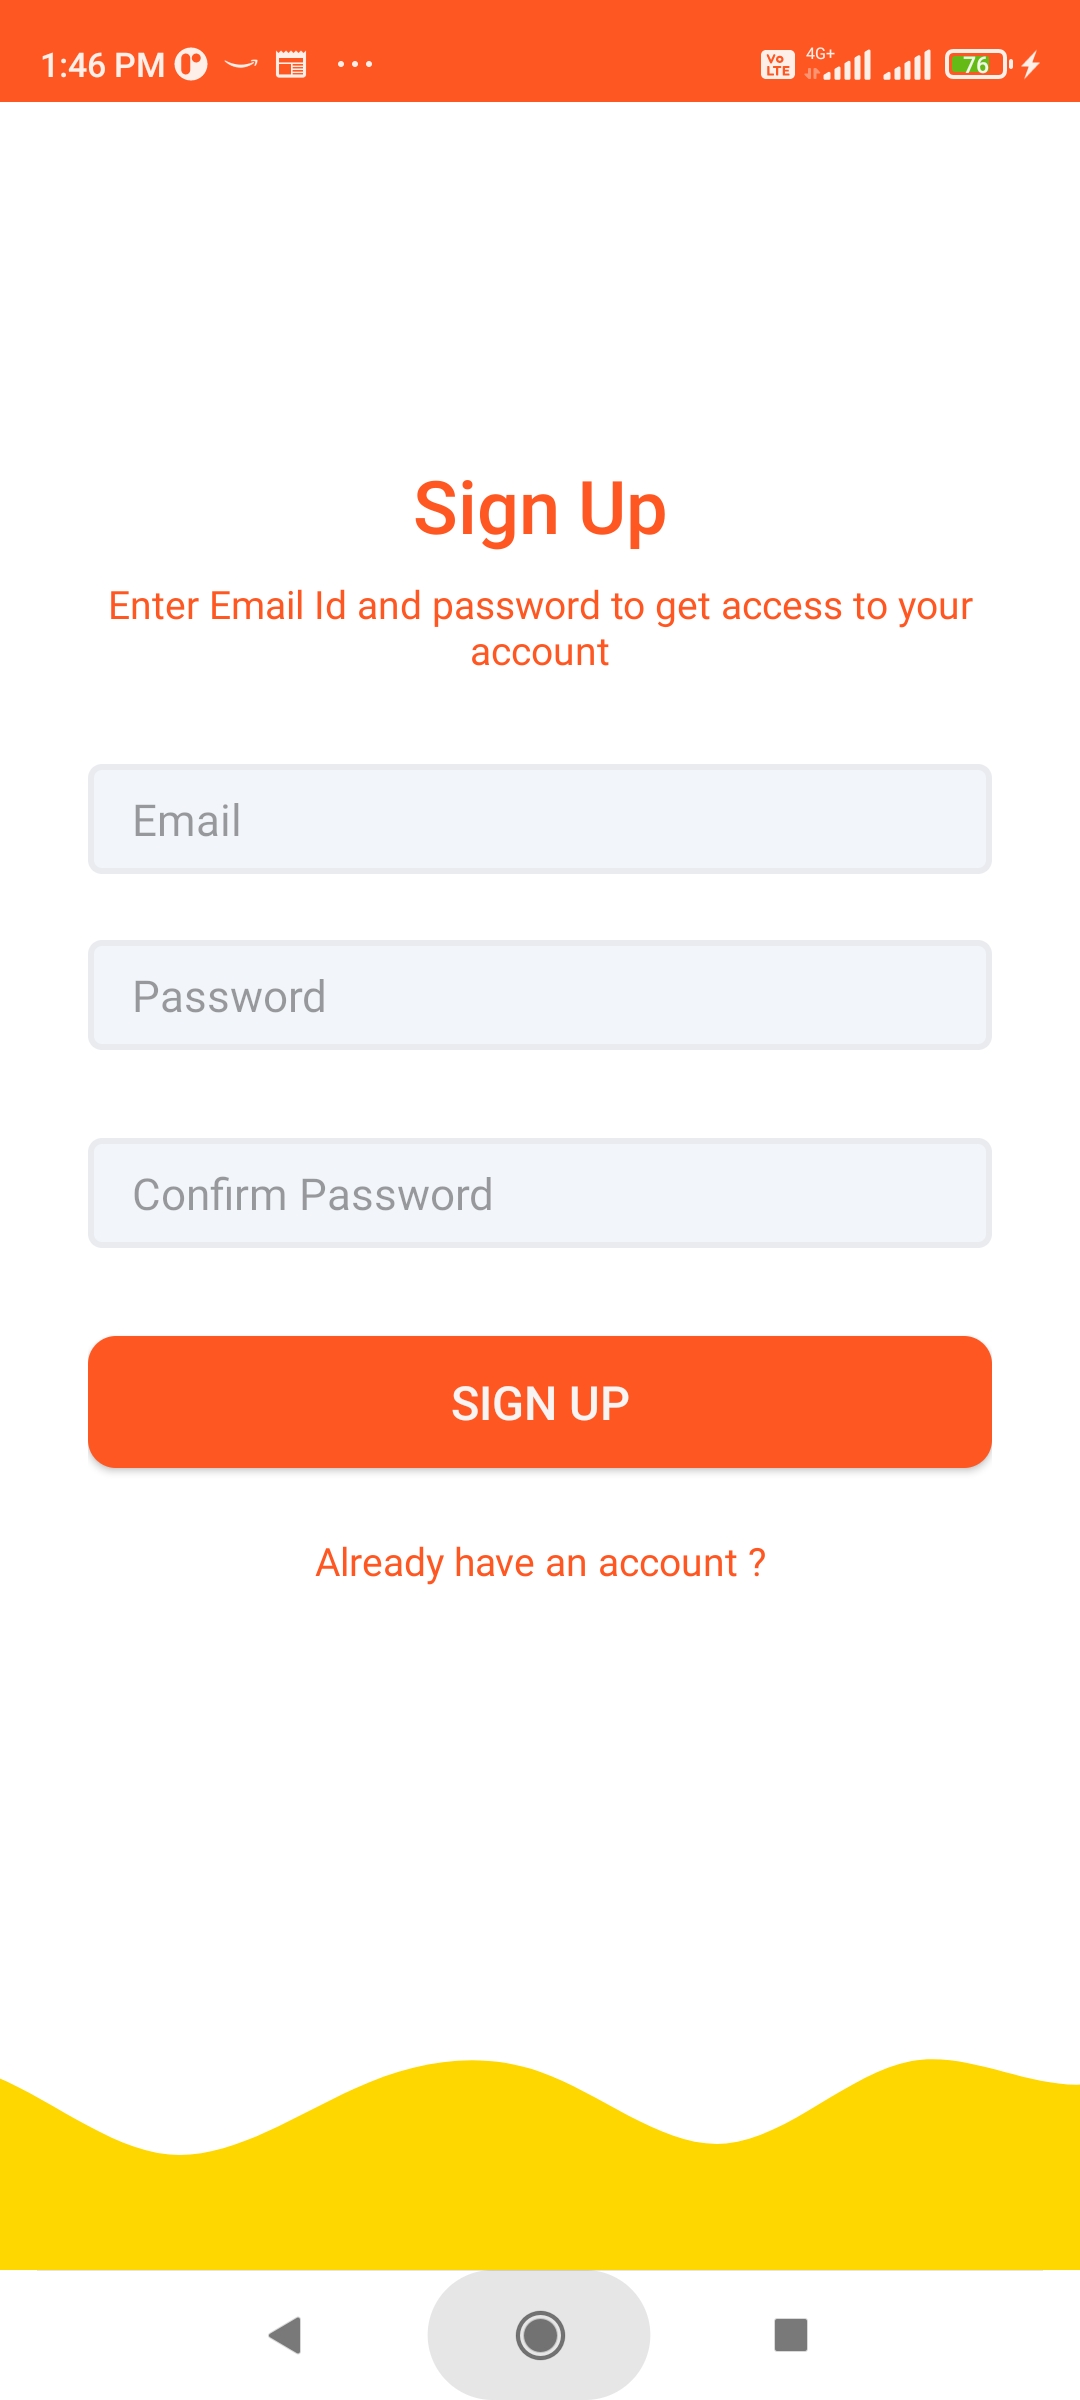 1:46 PM
Vo LTE 4G+ 76
Sign Up
Enter Email Id and password to get access to your
account
Email
Password
Confirm Password
SIGN UP
Already have an account ?